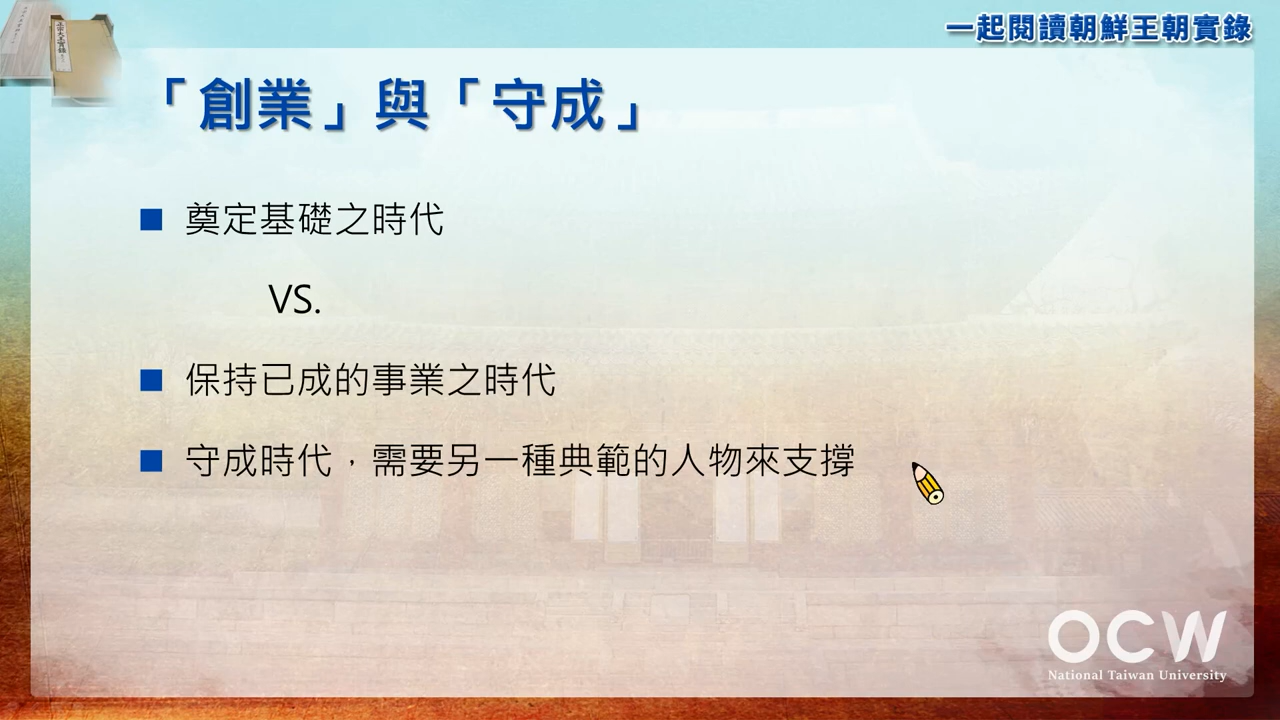 一起閱讀朝鮮王朝實錄
「創業」與「守成」
奠定基礎之時代
VS.
保持已成的事業之時代
守成時代，需要另一種典範的人物來支撐
OCW
National Taiwan University